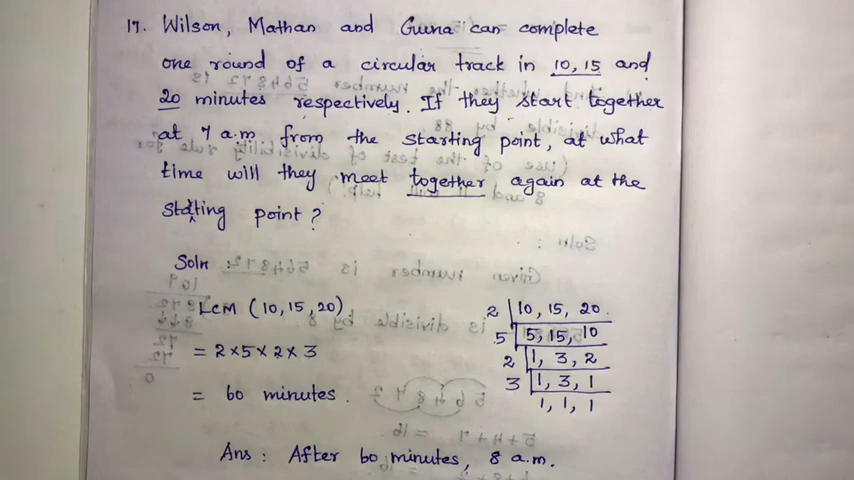 17. Wilson, Mathan and Guna can complete
one round of a circular track in 10, 15 and
20 minutes respectively. If they start together
at 7 a.m from the starting point, at what
time will they meet together again at the
starting point?
Soln :
LCM (10, 15, 20)
= 2×5×2×3
= 60 minutes.
2 | 10, 15, 20.
5 | 5, 15, 10
2 | 1, 3, 2
3 | 1, 3, 1
1, 1, 1
Ans : After 60 minutes, 8 a.m.